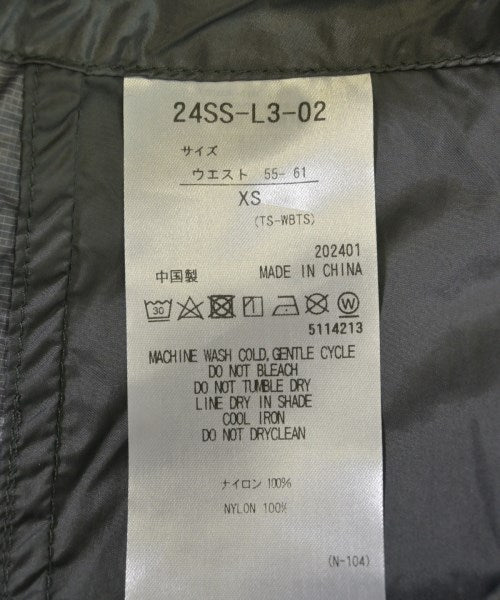 24SS-L3-02
サイズ
ウエスト 55- 61
XS
(TS-WBTS)
202401
中国製 MADE IN CHINA
30 W
5114213
MACHINE WASH COLD, GENTLE CYCLE
DO NOT BLEACH
DO NOT TUMBLE DRY
LINE DRY IN SHADE
COOL IRON
DO NOT DRYCLEAN
ナイロン 100%
NYLON 100%
(N-104)